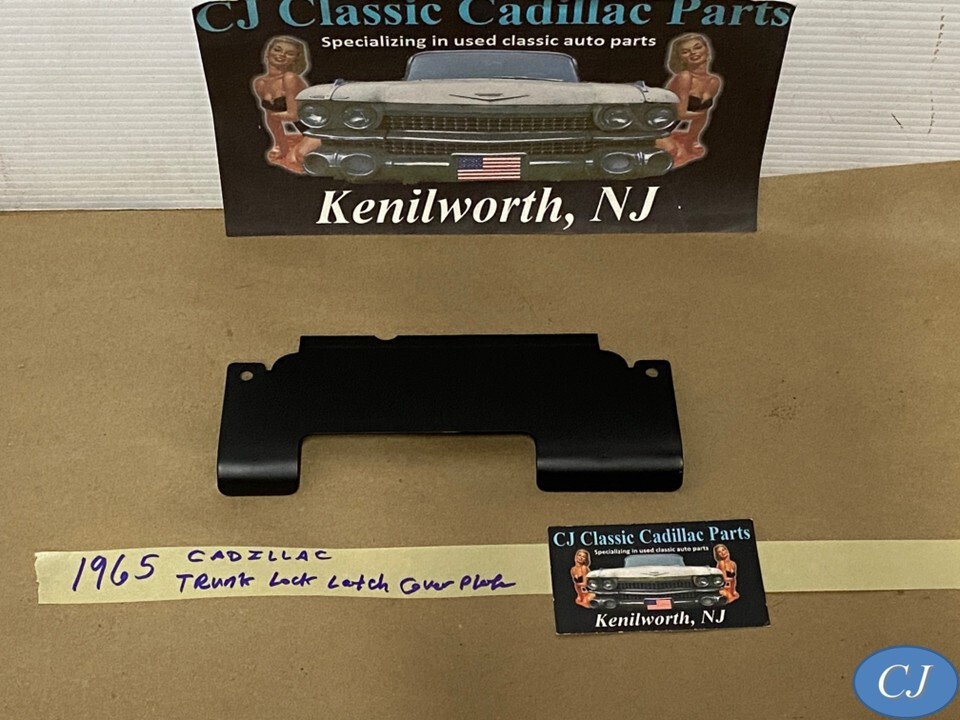 CJ Classic Cadillac Parts
Specializing in used classic auto parts
Kenilworth, NJ
1965 CADILLAC
TRunk Lock Latch Cover Plate
CJ Classic Cadillac Parts
Specializing in used classic auto parts
Kenilworth, NJ
CJ